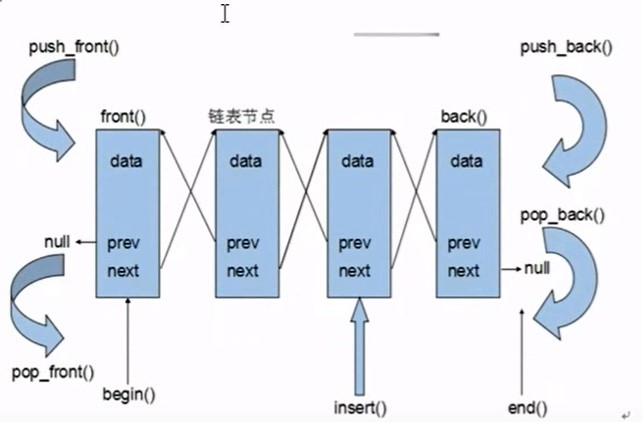 push_front()
push_back()
front()
链表节点
back()
data
data
data
data
pop_back()
null
prev
prev
prev
prev
next
next
next
next
null
pop_front()
begin()
insert()
end()